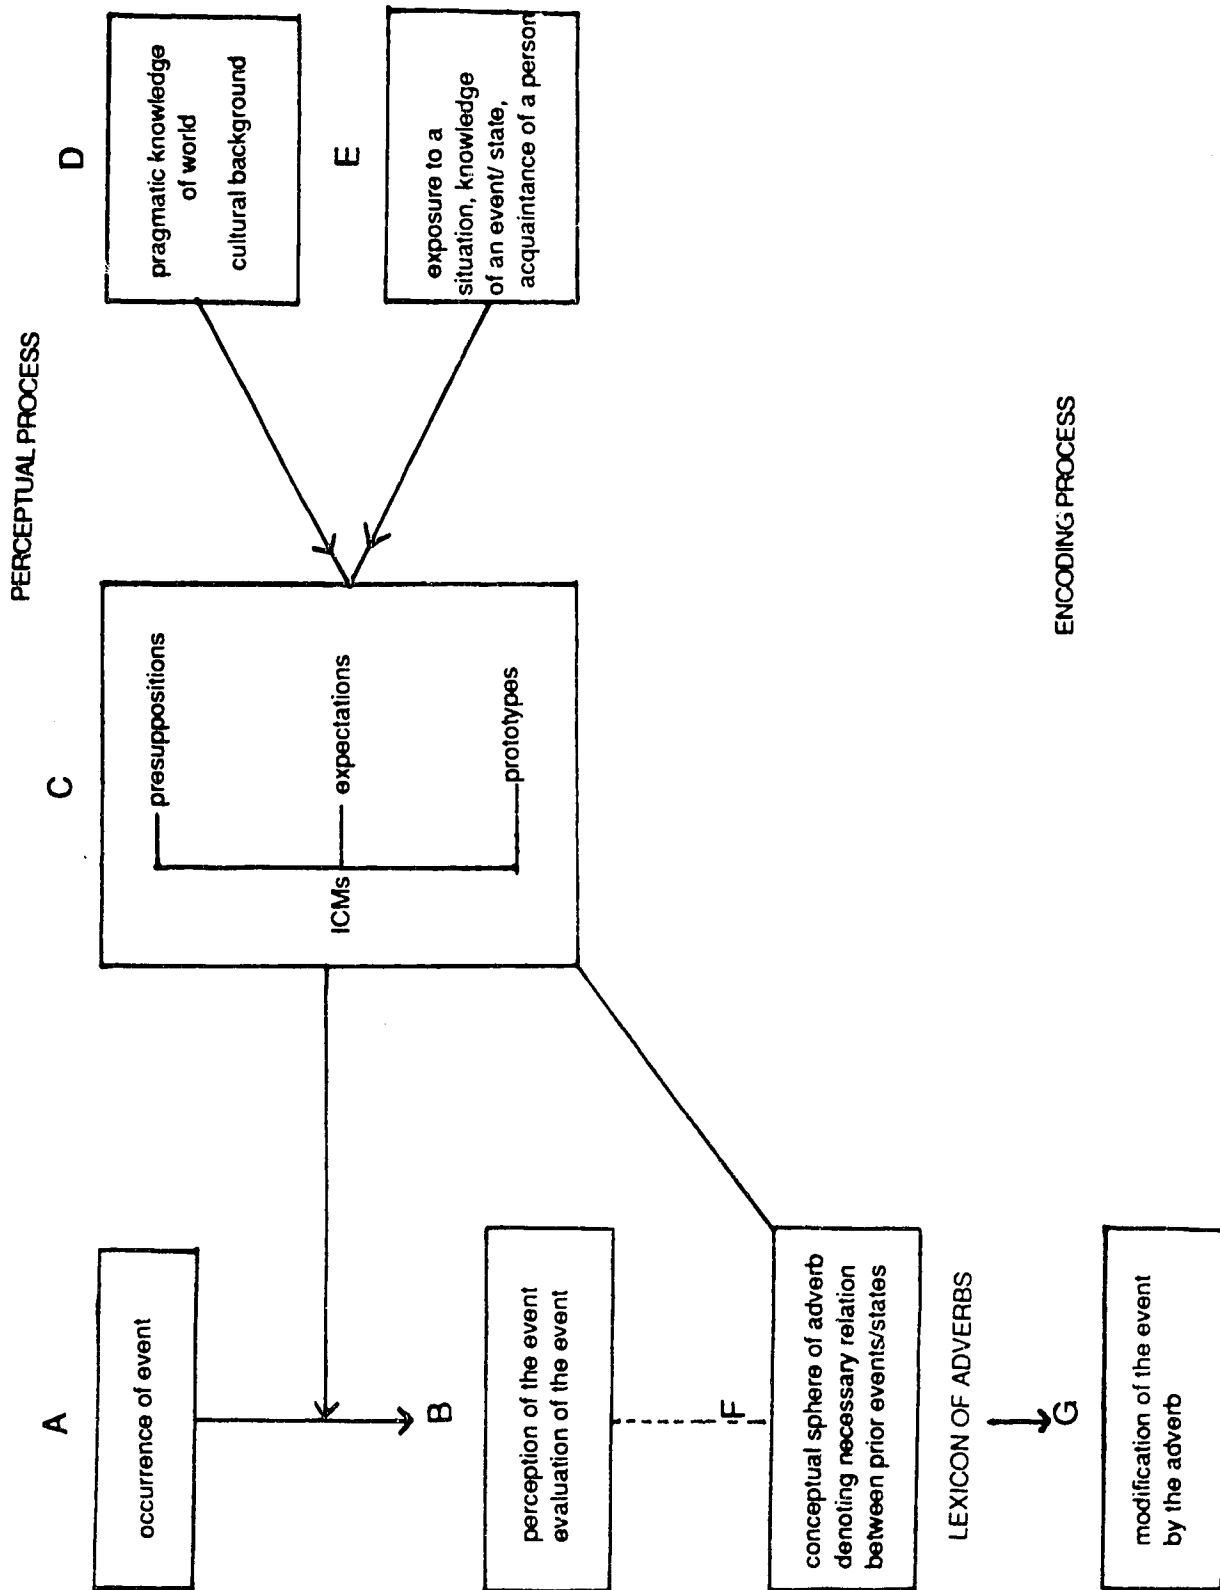 PERCEPTUAL PROCESS
A
occurrence of event
B
perception of the event
evaluation of the event
F
conceptual sphere of adverb
denoting necessary relation
between prior events/states
LEXICON OF ADVERBS
G
modification of the event
by the adverb
C
ICMs
presuppositions
expectations
prototypes
D
pragmatic knowledge
of world
cultural background
E
exposure to a
situation, knowledge
of an event/ state,
acquaintance of a person
ENCODING PROCESS